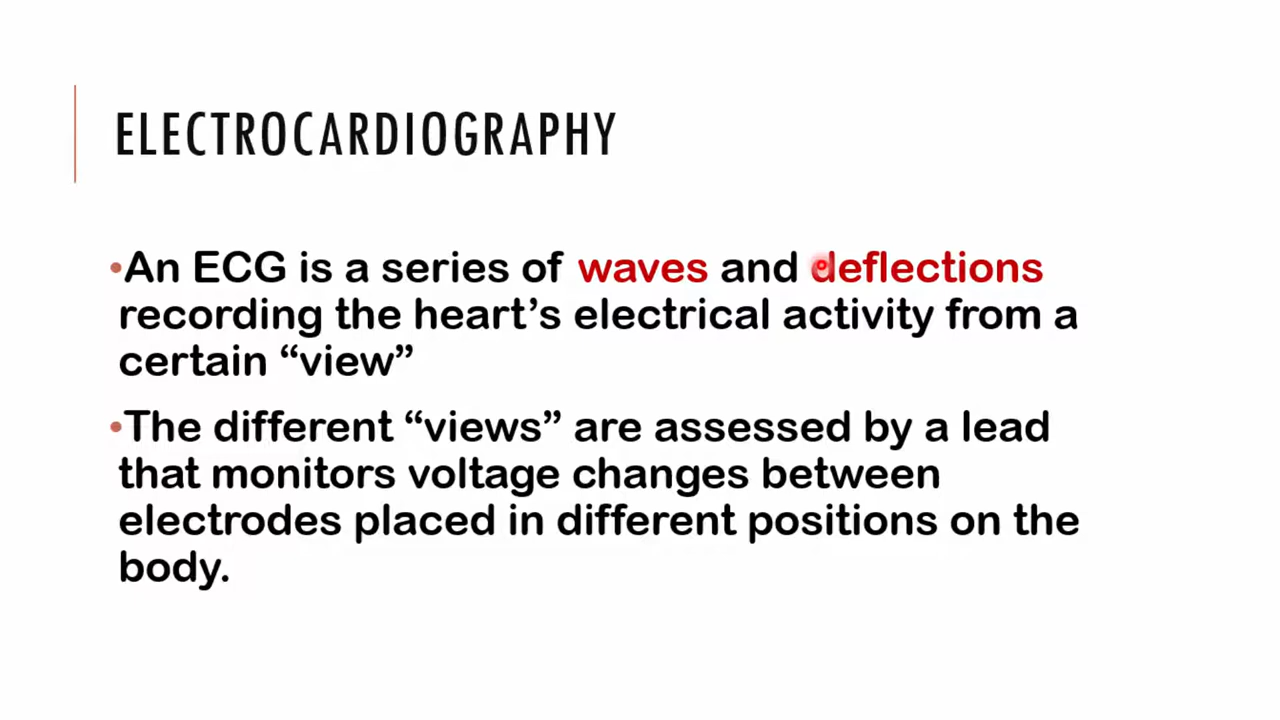 ELECTROCARDIOGRAPHY
•An ECG is a series of waves and deflections
recording the heart’s electrical activity from a
certain “view”
•The different “views” are assessed by a lead
that monitors voltage changes between
electrodes placed in different positions on the
body.